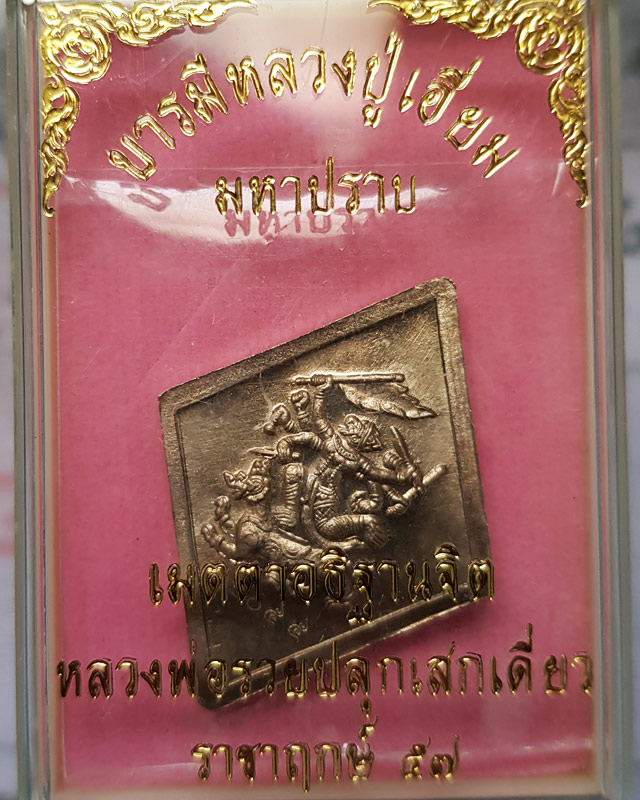 บารมีหลวงปู่เอี่ยม
มหาปราบ
เมตตาอธิฐานจิต
หลวงพ่อรวยปลุกเสกเดี่ยว
ราชาฤกษ์ ๕๗